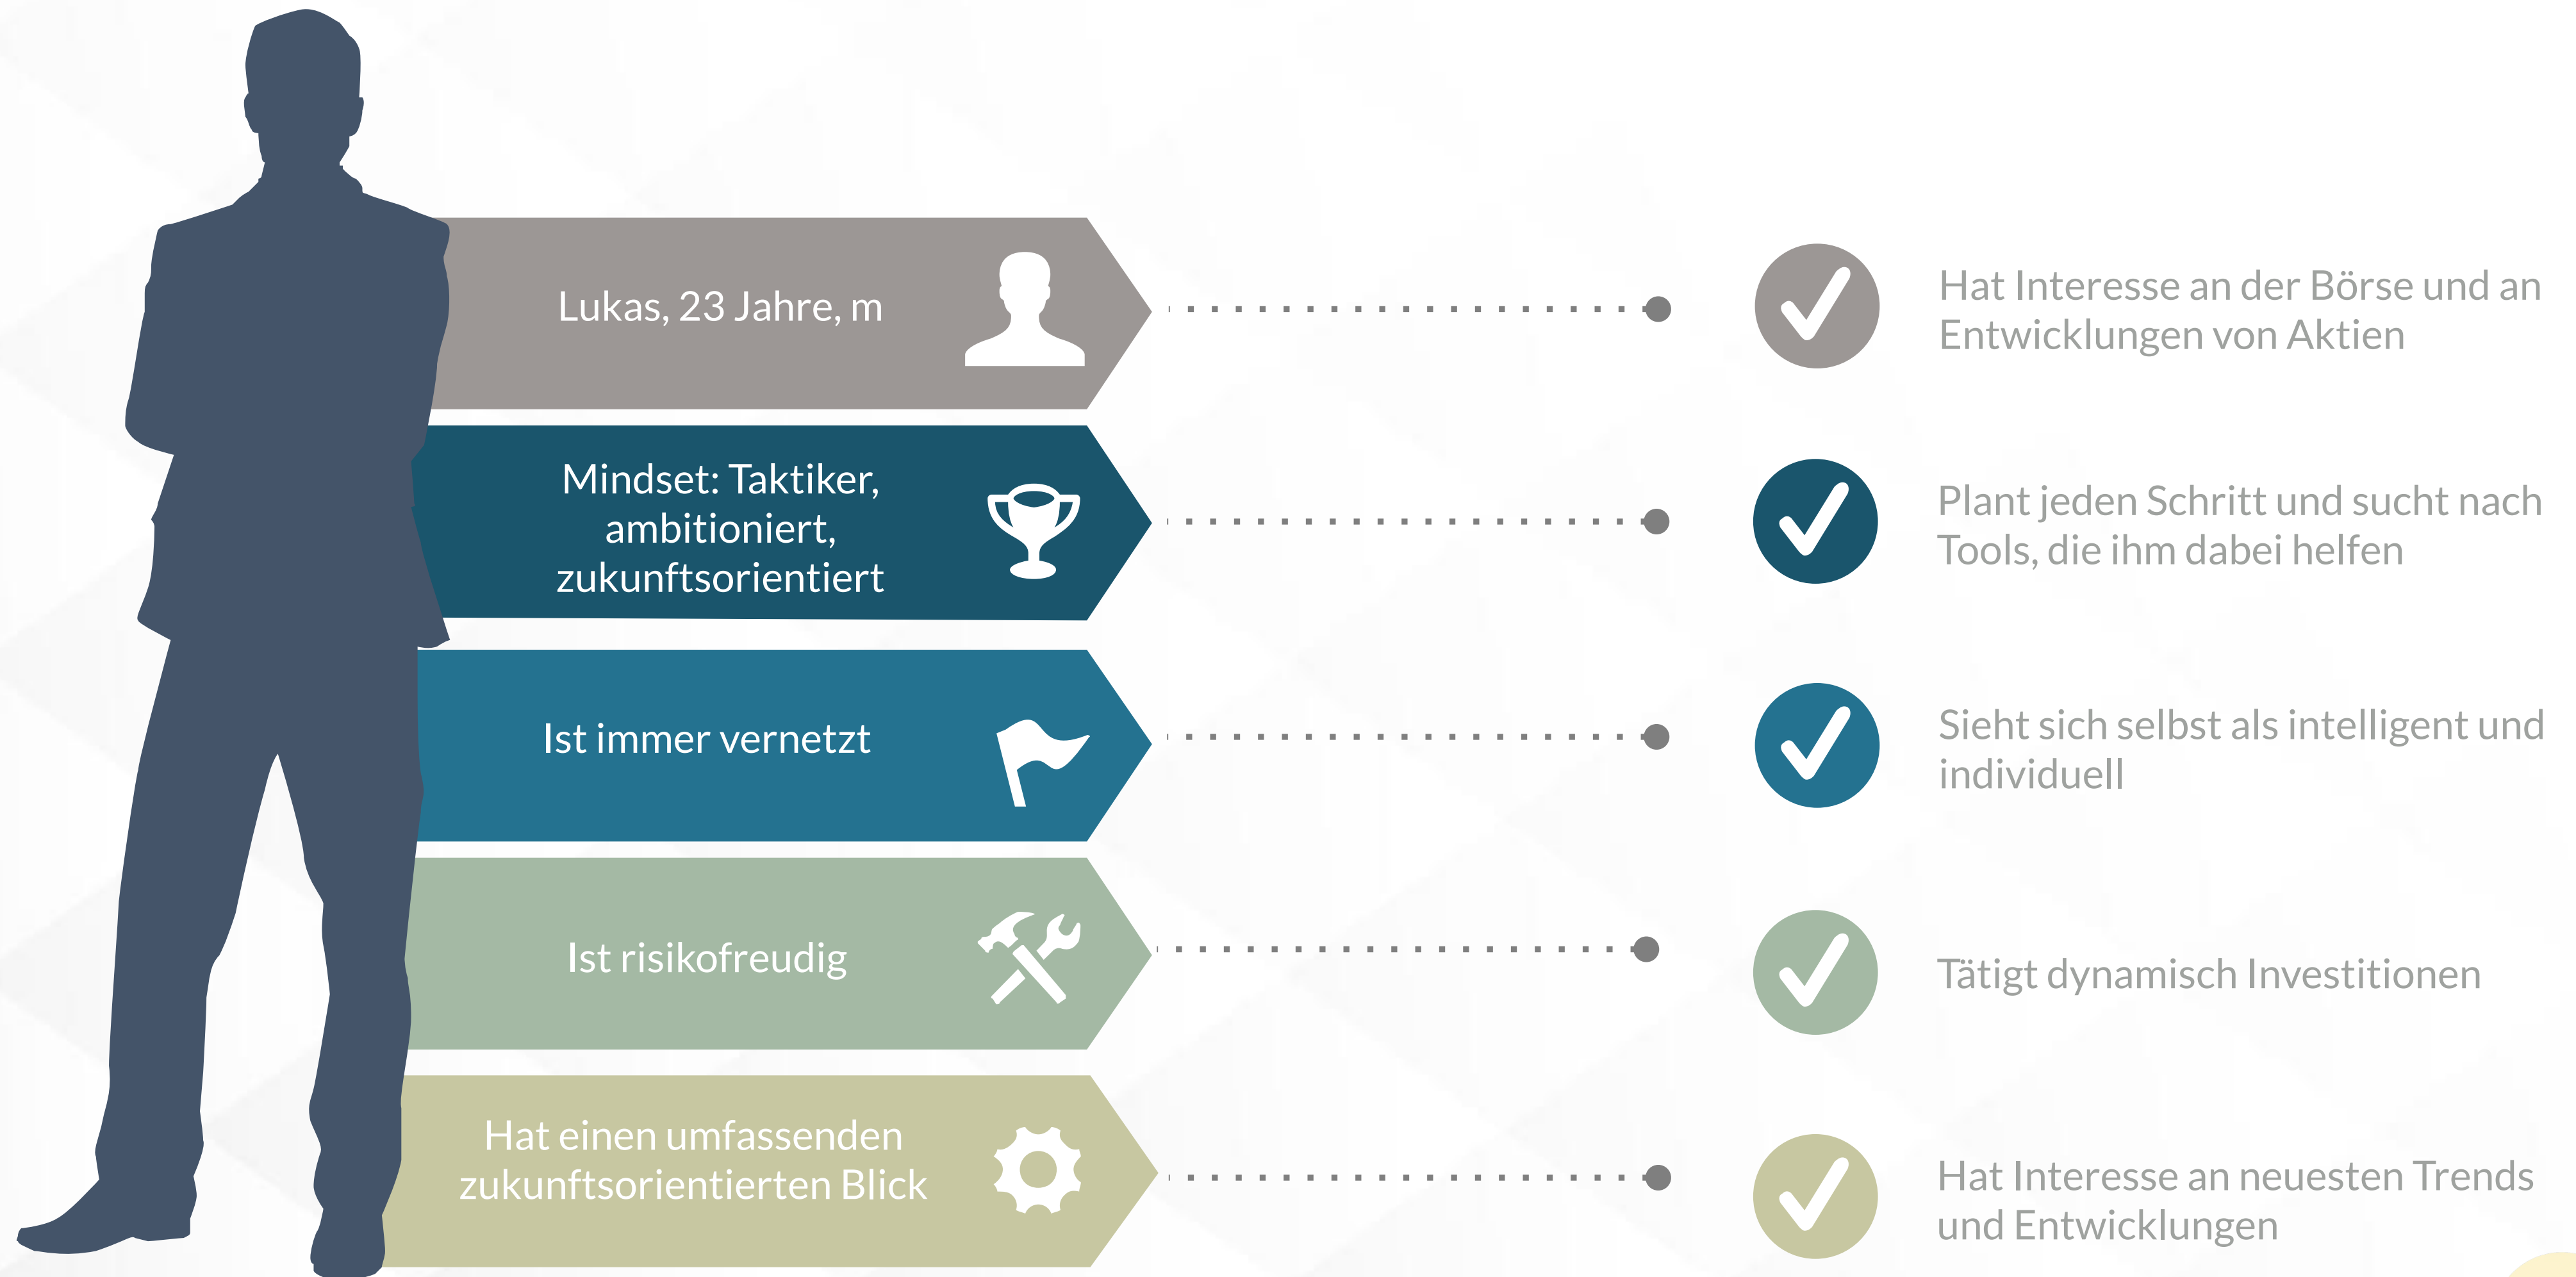 Lukas, 23 Jahre, m
Hat Interesse an der Börse und an
Entwicklungen von Aktien
Mindset: Taktiker,
ambitioniert,
zukunftsorientiert
Plant jeden Schritt und sucht nach
Tools, die ihm dabei helfen
Ist immer vernetzt
Sieht sich selbst als intelligent und
individuell
Ist risikofreudig
Tätigt dynamisch Investitionen
Hat einen umfassenden
zukunftsorientierten Blick
Hat Interesse an neuesten Trends
und Entwicklungen